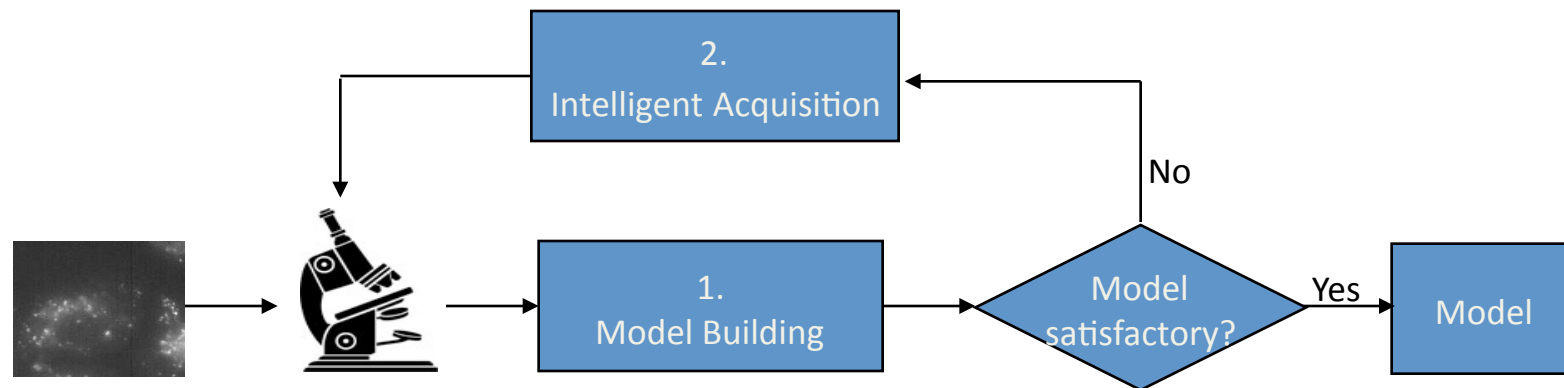 2.
Intelligent Acquisition
No
1.
Model Building
Model
satisfactory?
Yes
Model